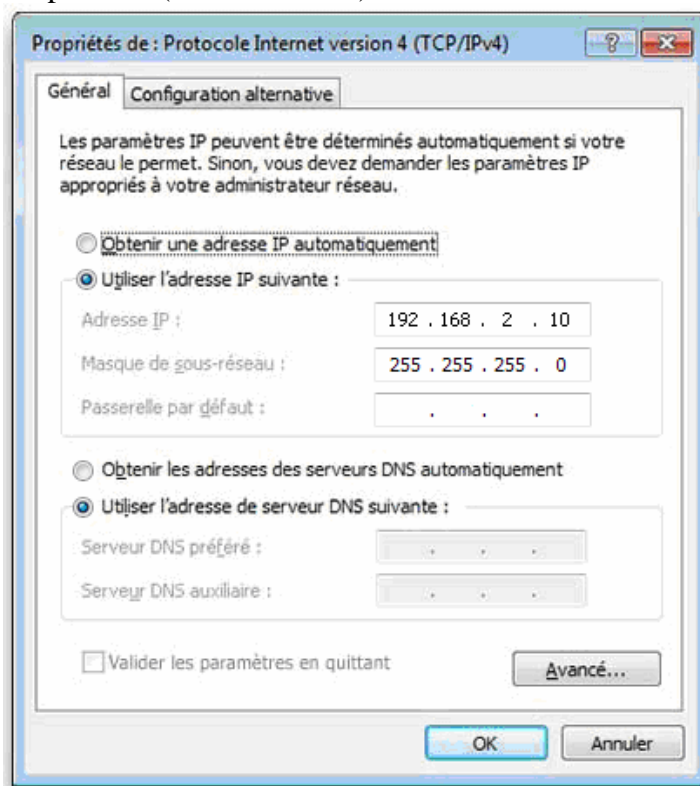 Propriétés de : Protocole Internet version 4 (TCP/IPv4)
Général
Configuration alternative
Les paramètres IP peuvent être déterminés automatiquement si votre
réseau le permet. Sinon, vous devez demander les paramètres IP
appropriés à votre administrateur réseau.
Obtenir une adresse IP automatiquement
Utiliser l'adresse IP suivante :
Adresse IP : 192 . 168 . 2 . 10
Masque de sous-réseau : 255 . 255 . 255 . 0
Passerelle par défaut : . . .
Obtenir les adresses des serveurs DNS automatiquement
Utiliser l'adresse de serveur DNS suivante :
Serveur DNS préféré : . . .
Serveur DNS auxiliaire : . . .
Valider les paramètres en quittant
Avancé...
OK
Annuler